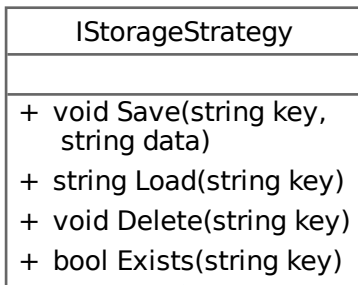 IStorageStrategy
+ void Save(string key,
string data)
+ string Load(string key)
+ void Delete(string key)
+ bool Exists(string key)